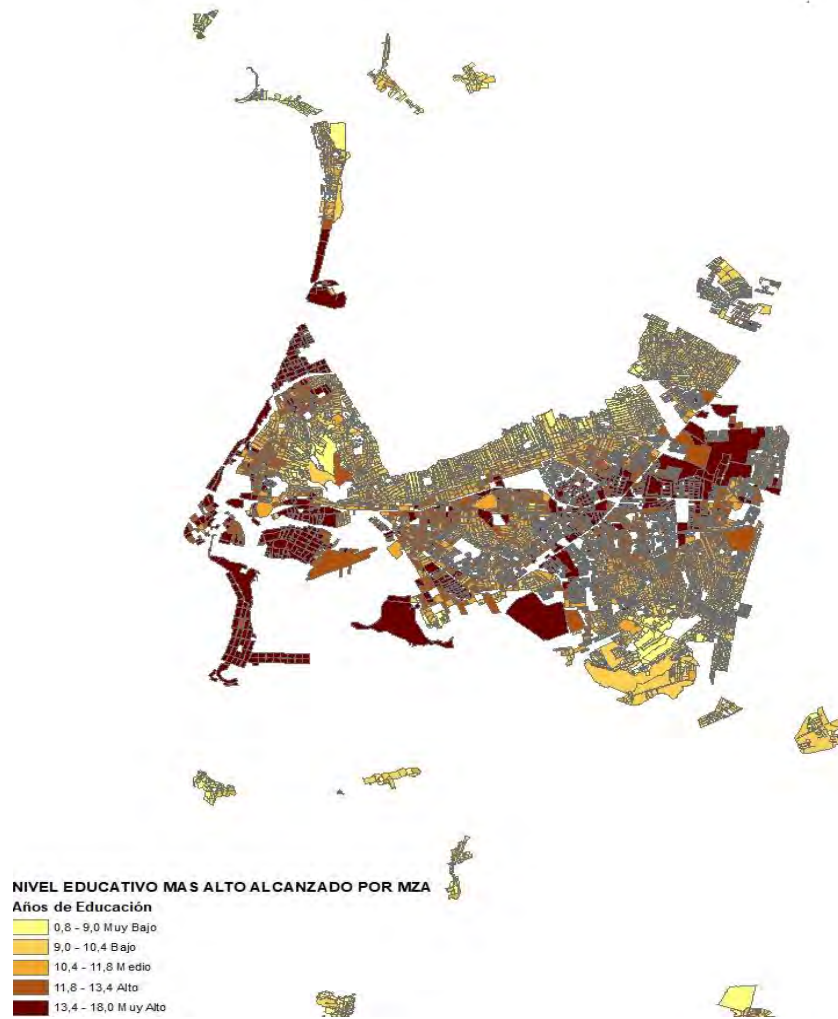 NIVEL EDUCATIVO MAS ALTO ALCANZADO POR MZA
Años de Educación
0,8 - 9,0 Muy Bajo
9,0 - 10,4 Bajo
10,4 - 11,8 Medio
11,8 - 13,4 Alto
13,4 - 18,0 Muy Alto